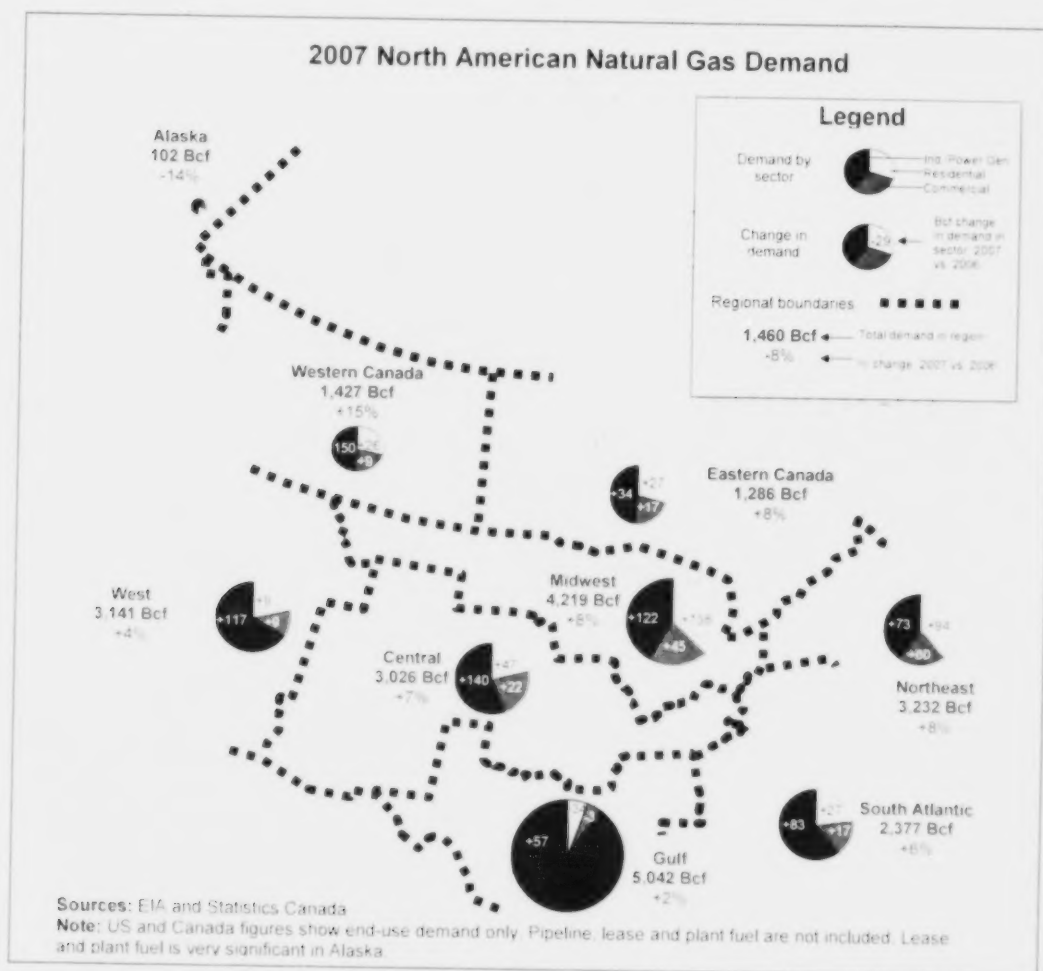 2007 North American Natural Gas Demand
Legend
Demand by
sector
Ind. Power Gen
Residential
Commercial
Change in
demand
-29
Bcf change
in demand in
sector, 2007
vs. 2006
Regional boundaries
1,460 Bcf
Total demand in region
-8%
% change, 2007 vs. 2006
Alaska
102 Bcf
-14%
Western Canada
1,427 Bcf
+15%
150
+9
Eastern Canada
1,286 Bcf
+8%
+34
+27
+17
West
3,141 Bcf
+4%
+117
+9
+9
Midwest
4,219 Bcf
+8%
+122
+45
Central
3,026 Bcf
+7%
+140
+47
+22
+73
+94
+60
Northeast
3,232 Bcf
+8%
South Atlantic
2,377 Bcf
+6%
+83
+27
+17
Gulf
5,042 Bcf
+2%
+57
Sources: EIA and Statistics Canada
Note: US and Canada figures show end-use demand only. Pipeline, lease and plant fuel are not included. Lease
and plant fuel is very significant in Alaska.